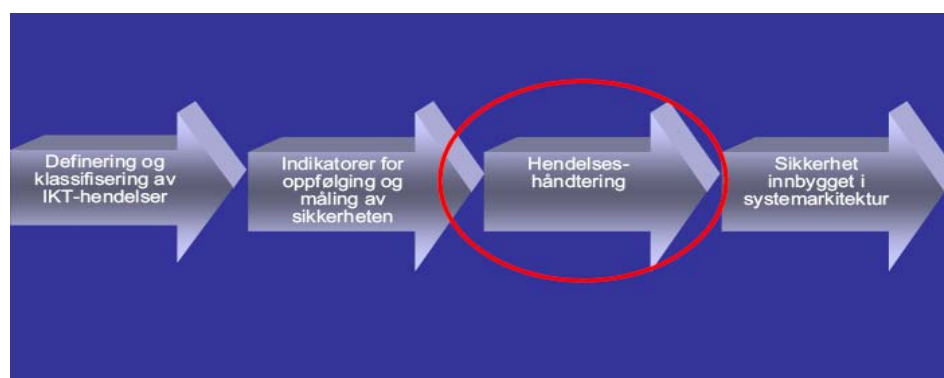 Definering og
klassifisering av
IKT-hendelser
Indikatorer for
oppfølging og
måling av
sikkerheten
Hendelses-
håndtering
Sikkerhet
innbygget i
systemarkitektur